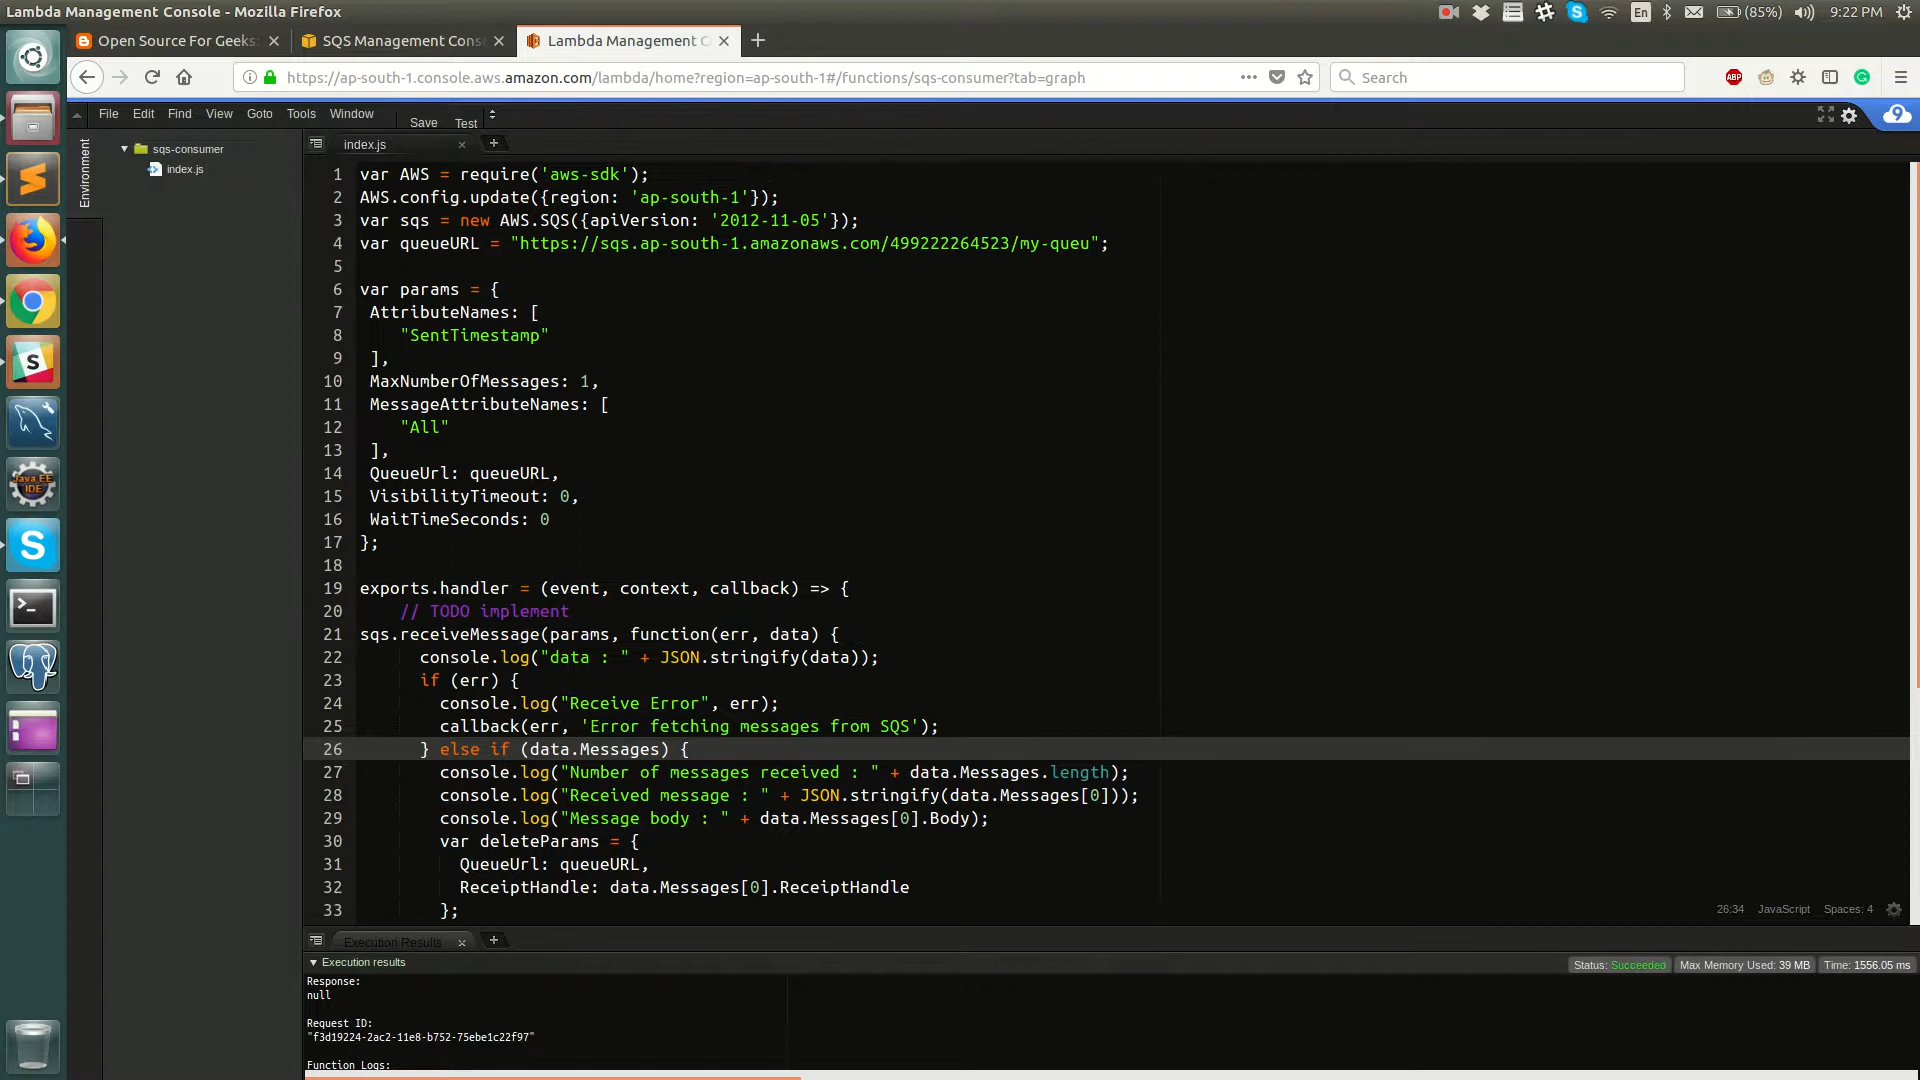 Lambda Management Console - Mozilla Firefox
En
(85%)
9:22 PM
Open Source For Geeks:
SQS Management Cons
Lambda Management C
https://ap-south-1.console.aws.amazon.com/lambda/home?region=ap-south-1#/functions/sqs-consumer?tab=graph
Search
ABP
File Edit Find View Goto Tools Window
Save Test
9
Environment
sqs-consumer
index.js
index.js
1 var AWS = require('aws-sdk');
2 AWS.config.update({region: 'ap-south-1'});
3 var sqs = new AWS.SQS({apiVersion: '2012-11-05'});
4 var queueURL = "https://sqs.ap-south-1.amazonaws.com/499222264523/my-queu";
5
6 var params = {
7 AttributeNames: [
8 "SentTimestamp"
9 ],
10 MaxNumberOfMessages: 1,
11 MessageAttributeNames: [
12 "All"
13 ],
14 QueueUrl: queueURL,
15 VisibilityTimeout: 0,
16 WaitTimeSeconds: 0
17 };
18
19 exports.handler = (event, context, callback) => {
20 // TODO implement
21 sqs.receiveMessage(params, function(err, data) {
22 console.log("data : " + JSON.stringify(data));
23 if (err) {
24 console.log("Receive Error", err);
25 callback(err, 'Error fetching messages from SQS');
26 } else if (data.Messages) {
27 console.log("Number of messages received : " + data.Messages.length);
28 console.log("Received message : " + JSON.stringify(data.Messages[0]));
29 console.log("Message body : " + data.Messages[0].Body);
30 var deleteParams = {
31 QueueUrl: queueURL,
32 ReceiptHandle: data.Messages[0].ReceiptHandle
33 };
26:34 JavaScript Spaces: 4
Execution Results
Execution results
Status: Succeeded
Max Memory Used: 39 MB
Time: 1556.05 ms
Response:
null
Request ID:
"f3d19224-2ac2-11e8-b752-75ebe1c22f97"
Function Logs:
Java EE
IDE
S
S